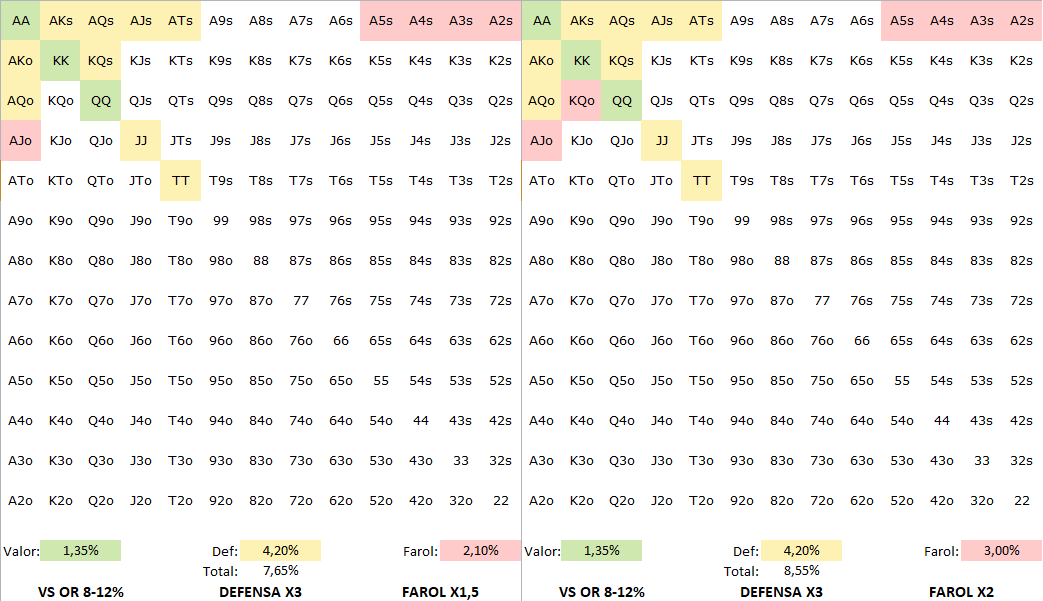 AA AKs AQs AJs ATs A9s A8s A7s A6s A5s A4s A3s A2s AA AKs AQs AJs ATs A9s A8s A7s A6s A5s A4s A3s A2s
AKo KK KQs KJs KTs K9s K8s K7s K6s K5s K4s K3s K2s AKo KK KQs KJs KTs K9s K8s K7s K6s K5s K4s K3s K2s
AQo KQo QQ QJs QTs Q9s Q8s Q7s Q6s Q5s Q4s Q3s Q2s AQo KQo QQ QJs QTs Q9s Q8s Q7s Q6s Q5s Q4s Q3s Q2s
AJo KJo QJo JJ JTs J9s J8s J7s J6s J5s J4s J3s J2s AJo KJo QJo JJ JTs J9s J8s J7s J6s J5s J4s J3s J2s
ATo KTo QTo JTo TT T9s T8s T7s T6s T5s T4s T3s T2s ATo KTo QTo JTo TT T9s T8s T7s T6s T5s T4s T3s T2s
A9o K9o Q9o J9o T9o 99 98s 97s 96s 95s 94s 93s 92s A9o K9o Q9o J9o T9o 99 98s 97s 96s 95s 94s 93s 92s
A8o K8o Q8o J8o T8o 98o 88 87s 86s 85s 84s 83s 82s A8o K8o Q8o J8o T8o 98o 88 87s 86s 85s 84s 83s 82s
A7o K7o Q7o J7o T7o 97o 87o 77 76s 75s 74s 73s 72s A7o K7o Q7o J7o T7o 97o 87o 77 76s 75s 74s 73s 72s
A6o K6o Q6o J6o T6o 96o 86o 76o 66 65s 64s 63s 62s A6o K6o Q6o J6o T6o 96o 86o 76o 66 65s 64s 63s 62s
A5o K5o Q5o J5o T5o 95o 85o 75o 65o 55 54s 53s 52s A5o K5o Q5o J5o T5o 95o 85o 75o 65o 55 54s 53s 52s
A4o K4o Q4o J4o T4o 94o 84o 74o 64o 54o 44 43s 42s A4o K4o Q4o J4o T4o 94o 84o 74o 64o 54o 44 43s 42s
A3o K3o Q3o J3o T3o 93o 83o 73o 63o 53o 43o 33 32s A3o K3o Q3o J3o T3o 93o 83o 73o 63o 53o 43o 33 32s
A2o K2o Q2o J2o T2o 92o 82o 72o 62o 52o 42o 32o 22 A2o K2o Q2o J2o T2o 92o 82o 72o 62o 52o 42o 32o 22
Valor: 1,35% Def: 4,20% Farol: 2,10% Valor: 1,35% Def: 4,20% Farol: 3,00%
Total: 7,65% Total: 8,55%
VS OR 8-12% DEFENSA X3 FAROL X1,5 VS OR 8-12% DEFENSA X3 FAROL X2